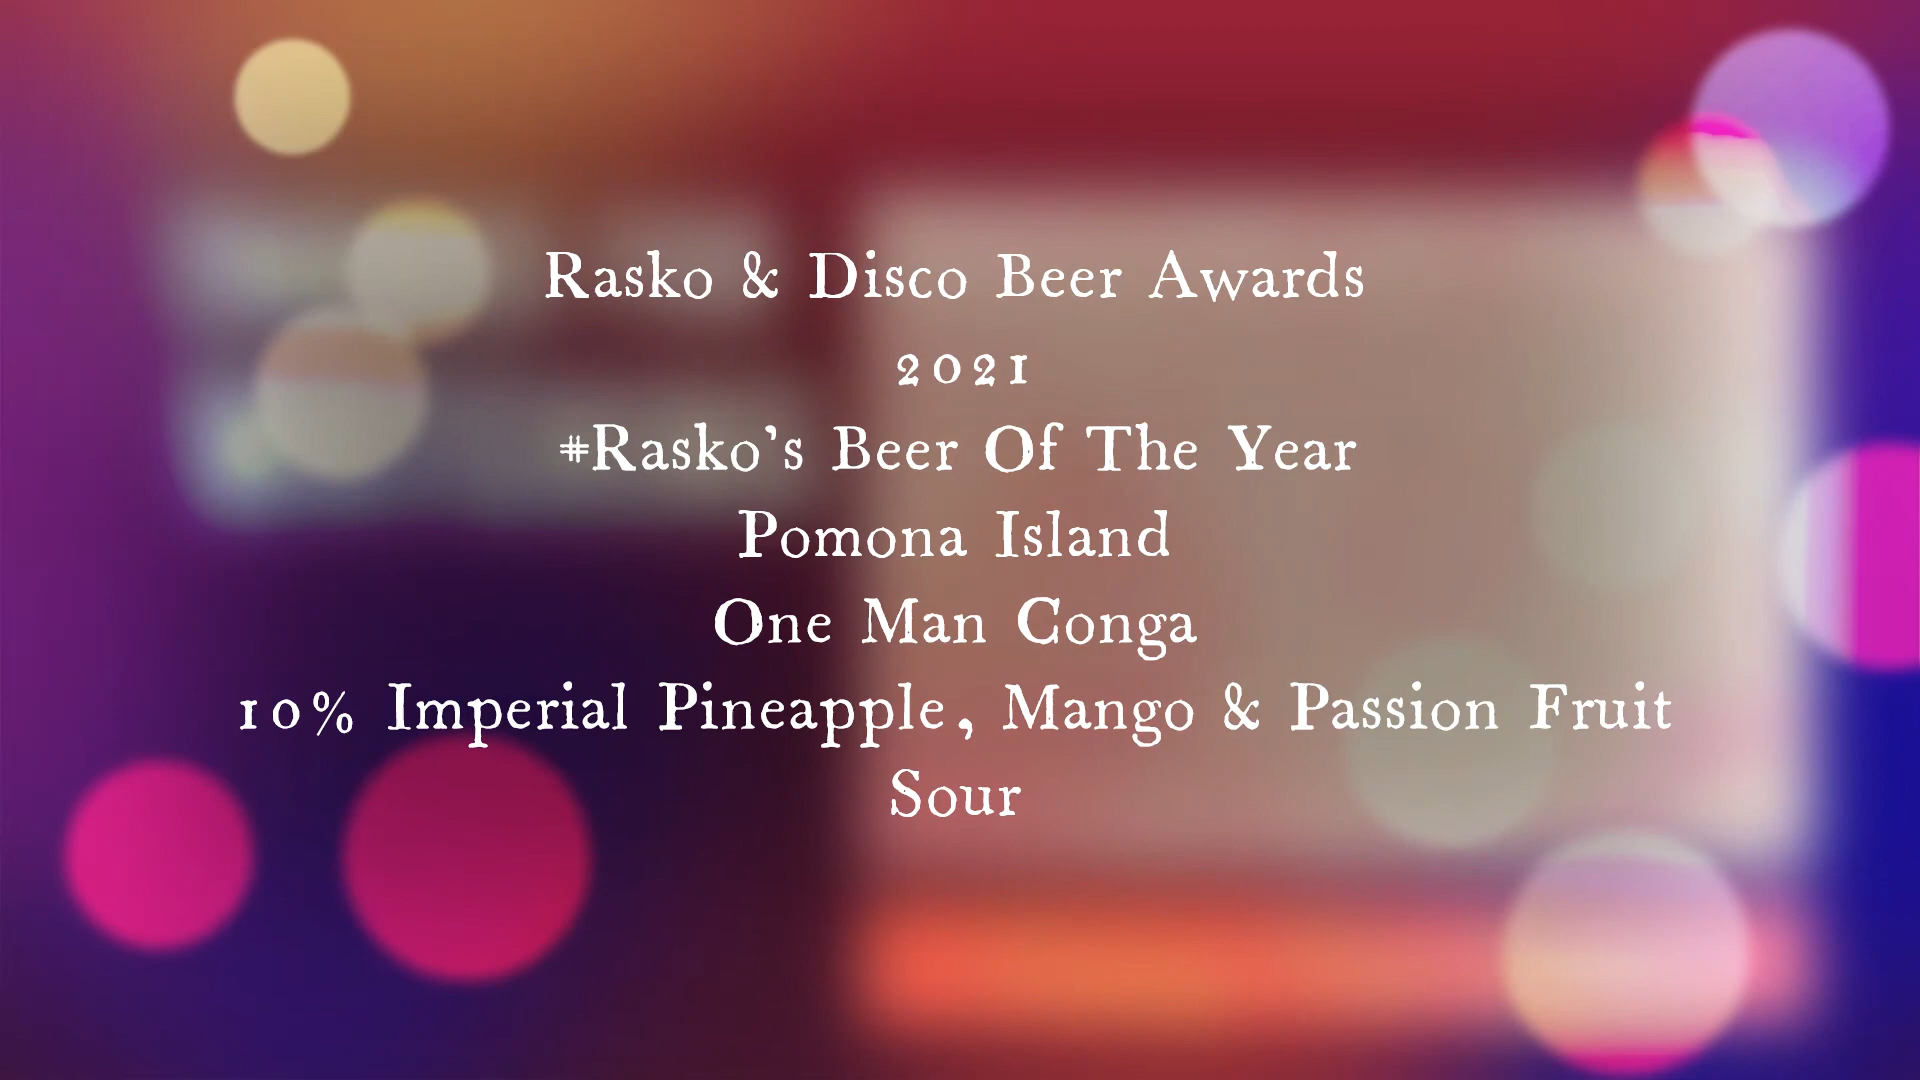 Rasko & Disco Beer Awards
2021
#Rasko's Beer Of The Year
Pomona Island
One Man Conga
10% Imperial Pineapple, Mango & Passion Fruit
Sour